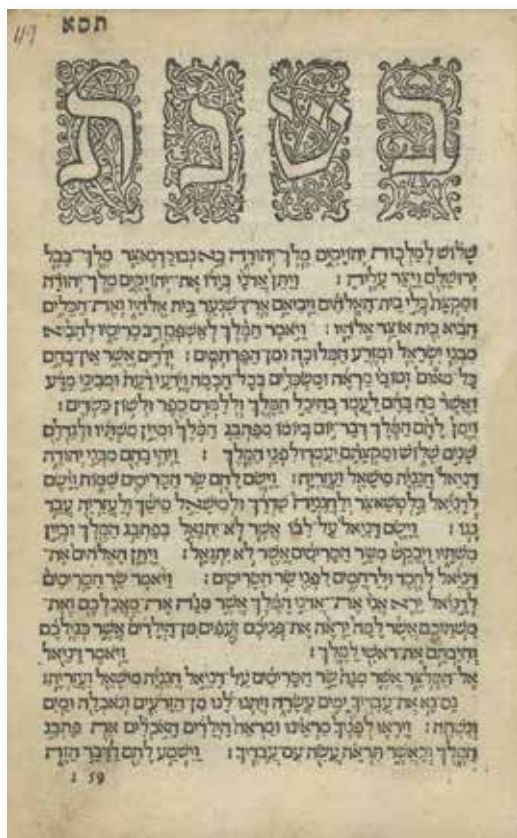 47
תסא
בשנת
שלוש למלכות יהויקים מלך יהודה בא נבוכדנאצר מלך־בבל
ירושלם ויצר עליה : ויתן אדני בידו את־יהויקים מלך יהודה
ומקצת כלי בית האלהים ויביאם ארץ שנער בית אלהיו ואת הכלים
הביא בית אוצר אלהיו : ויאמר המלך לאשפנז רב סריסיו להביא
מבני ישראל ומזרע המלוכה ומן הפרתמים : ילדים אשר אין בהם
כל מאום וטובי מראה ומשכלים בכל חכמה וידעי דעת ומביני מדע
ואשר כח בהם לעמד בהיכל המלך וללמדם ספר ולשון כשדים :
וימן להם המלך דבר יום ביומו מפתבג המלך ומיין משתיו ולגדלם
שנים שלוש ומקצתם יעמדו לפני המלך : ויהי בהם מבני יהודה
דניאל חנניה מישאל ועזריה : וישם להם שר הסריסים שמות וישם
לדניאל בלטשאצר ולחנניה שדרך ולמישאל מישך ולעזריה עבד
נגו : וישם דניאל על לבו אשר לא יתגאל בפתבג המלך וביין
משתיו ויבקש משר הסריסים אשר לא יתגאל : ויתן האלהים את־
דניאל לחסד ולרחמים לפני שר הסריסים : ויאמר שר הסריסים
לדניאל ירא אני את־אדני המלך אשר מנה את־מאכלכם ואת־
משתיכם אשר למה יראה את־פניכם זעפים מן הילדים אשר כגילכם
וחיבתם את־ראשי למלך : ויאמר דניאל
אל המלצר אשר מנה שר הסריסים על דניאל חנניה מישאל ועזריה :
נס נא את עבדיך ימים עשרה ויתנו לנו מן הזרעים ונאכלה ומים
ונשתה : ויראו לפניך מראינו ומראה הילדים האכלים את פתבג
המלך וכאשר תראה עשה עם עבדיך : וישמע להם לדבר הזה
: 59